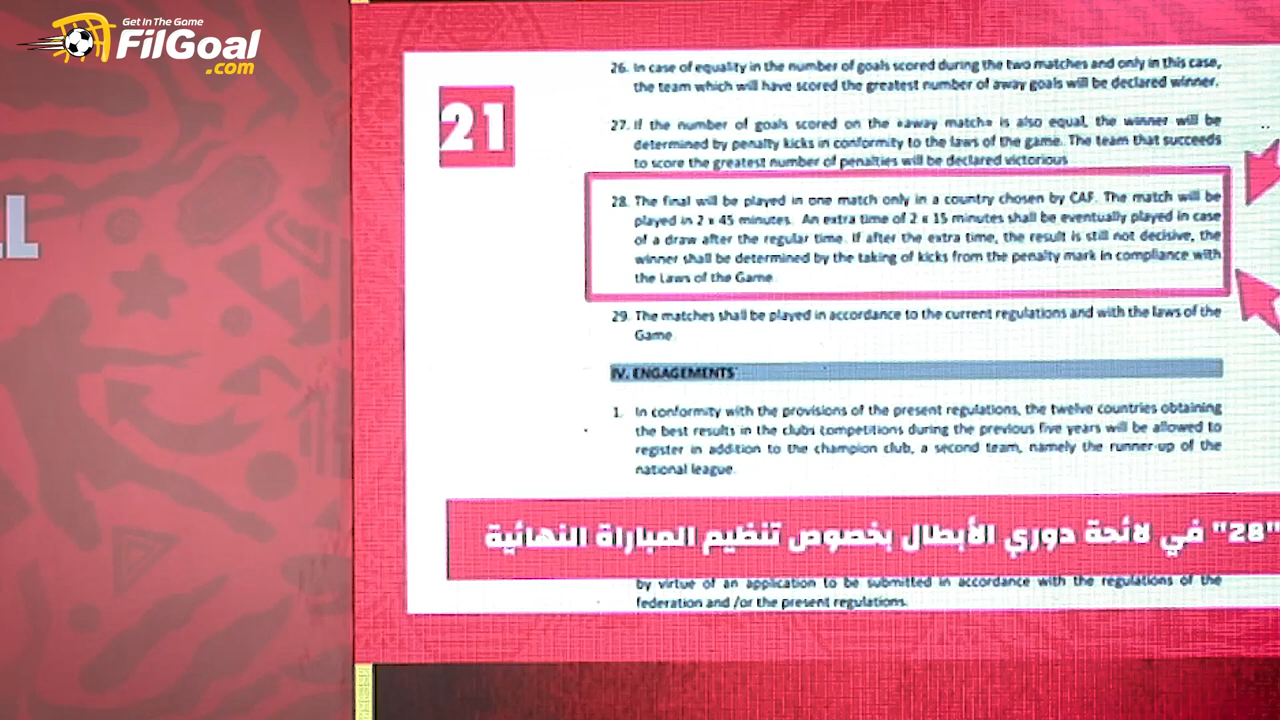 Get In The Game
FilGoal
.com
21
26. In case of equality in the number of goals scored during the two matches and only in this case,
the team which will have scored the greatest number of away goals will be declared winner.
27. If the number of goals scored on the «away match» is also equal, the winner will be
determined by penalty kicks in conformity to the laws of the game. The team that succeeds
to score the greatest number of penalties will be declared victorious
28. The final will be played in one match only in a country chosen by CAF. The match will be
played in 2 x 45 minutes. An extra time of 2 x 15 minutes shall be eventually played in case
of a draw after the regular time. If after the extra time, the result is still not decisive, the
winner shall be determined by the taking of kicks from the penalty mark in compliance with
the Laws of the Game
29. The matches shall be played in accordance to the current regulations and with the laws of the
Game
IV. ENGAGEMENTS
1. In conformity with the provisions of the present regulations, the twelve countries obtaining
the best results in the clubs competitions during the previous five years will be allowed to
register in addition to the champion club, a second team, namely the runner-up of the
national league.
"28" في لائحة دوري الأبطال بخصوص تنظيم المباراة النهائية
by virtue of an application to be submitted in accordance with the regulations of the
federation and /or the present regulations.